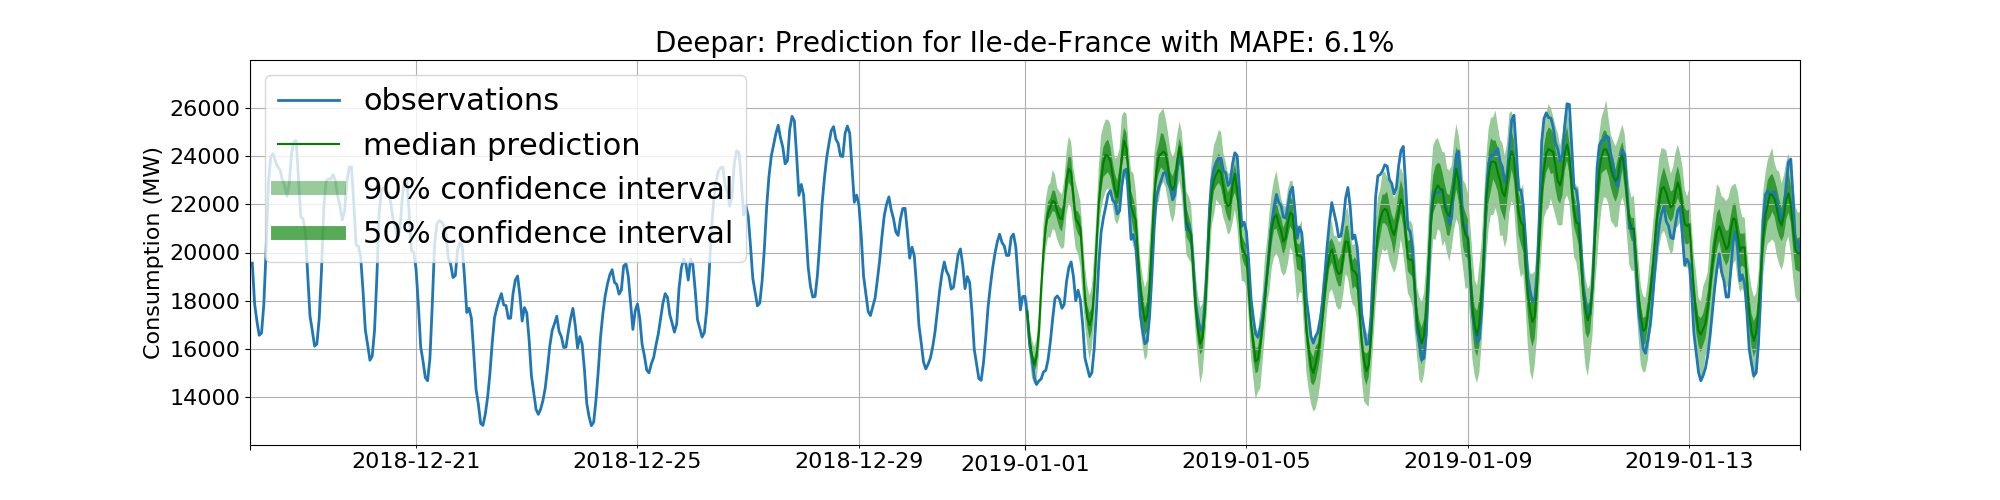 Deepar: Prediction for Ile-de-France with MAPE: 6.1%
observations
median prediction
90% confidence interval
50% confidence interval
Consumption (MW)
26000
24000
22000
20000
18000
16000
14000
2018-12-21
2018-12-25
2018-12-29
2019-01-01
2019-01-05
2019-01-09
2019-01-13